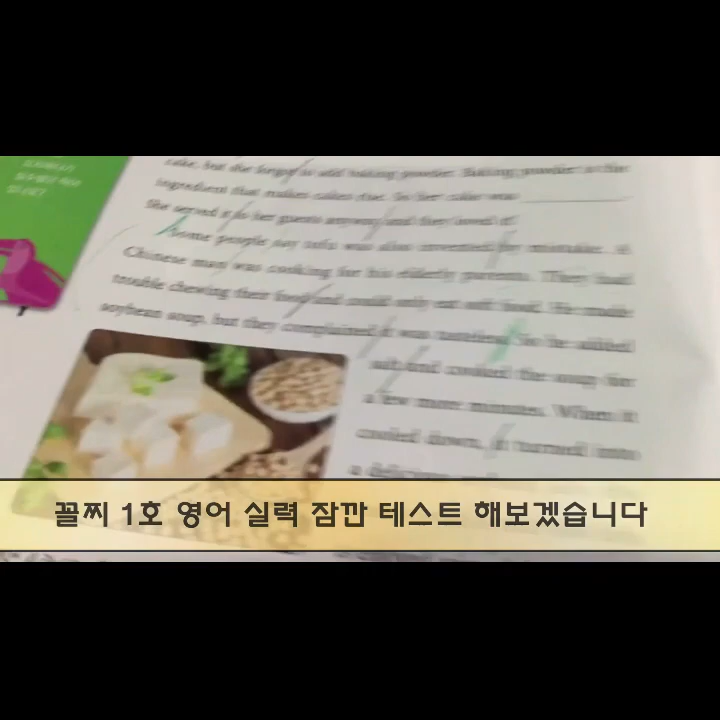 cake, but she forgot to add baking powder. Baking powder is the
ingredient that makes cakes rise. So her cake was
She served it to her guests anyway, and they loved it!
Some people say tofu was also invented by mistake. A
Chinese man was cooking for his elderly parents. They had
trouble chewing their food and could only eat soft food. He made
soybean soup, but they complained it was tasteless. So he added
salt and cooked the soup for
a few more minutes. When it
cooled down, it turned into
a delicious
꼴찌 1호 영어 실력 잠깐 테스트 해보겠습니다